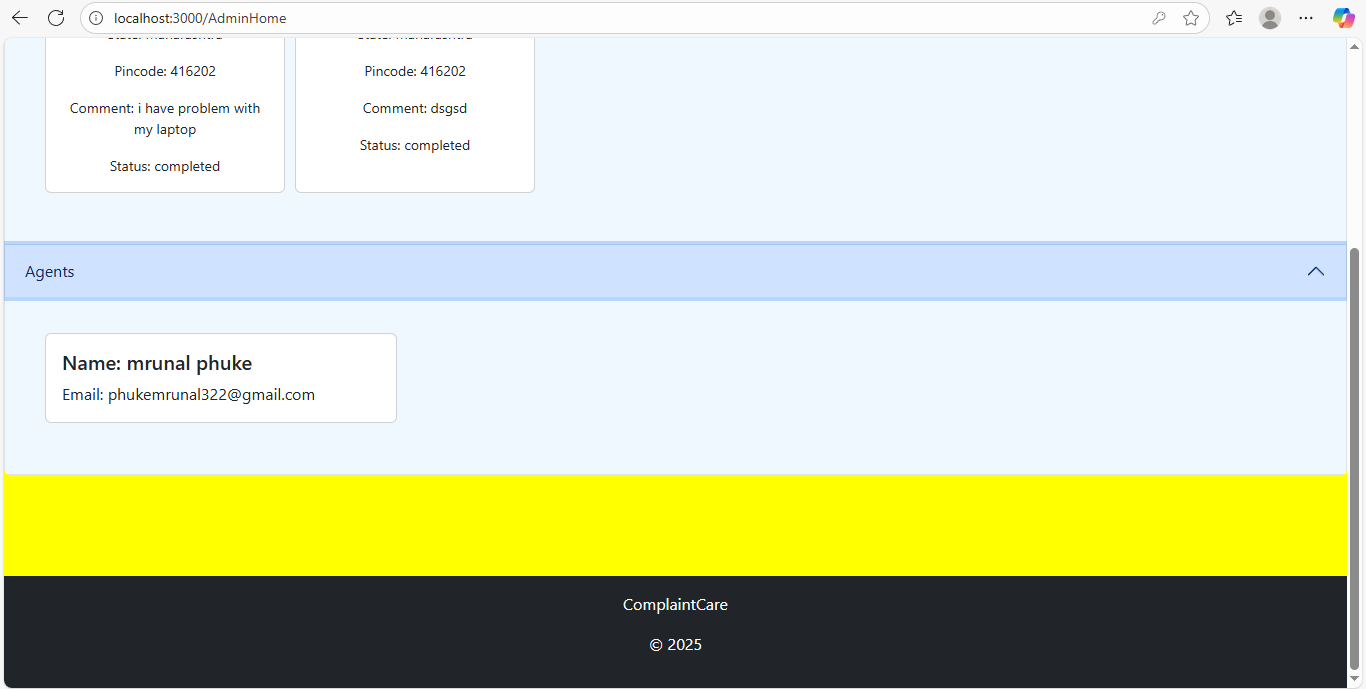 localhost:3000/AdminHome
Pincode: 416202
Comment: i have problem with
my laptop
Status: completed
Pincode: 416202
Comment: dsgsd
Status: completed
Agents
Name: mrunal phuke
Email: phukemrunal322@gmail.com
ComplaintCare
© 2025